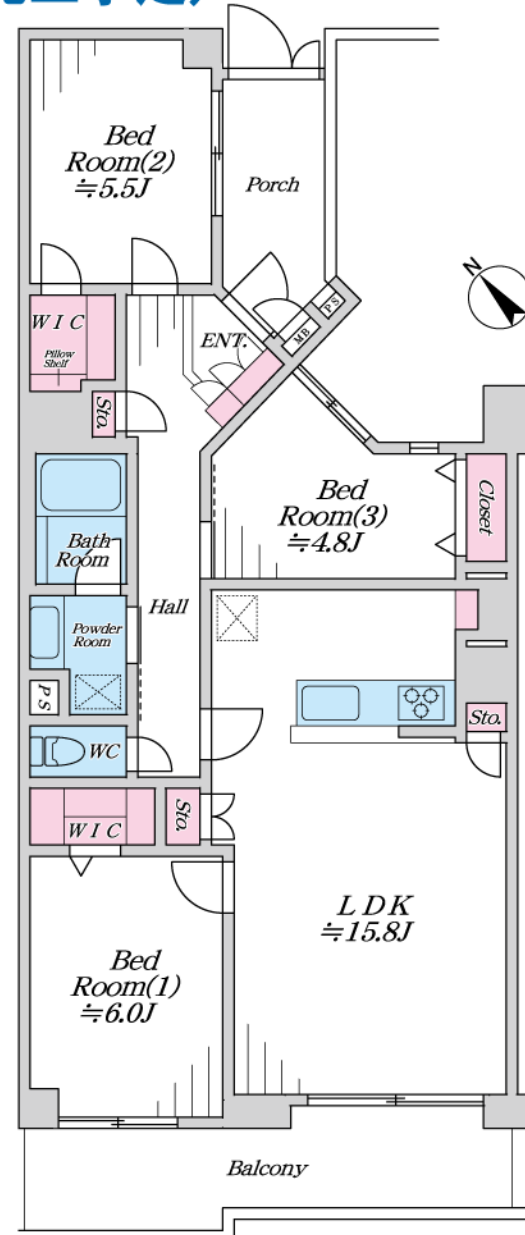 Bed
Room(2)
≒5.5J
Porch
N
WIC
Pillow
Shelf
ENT.
MB
PS
Sto.
Bed
Room(3)
≒4.8J
Closet
Bath
Room
Hall
Powder
Room
PS
WC
Sto.
WIC
Sto.
LDK
≒15.8J
Bed
Room(1)
≒6.0J
Balcony